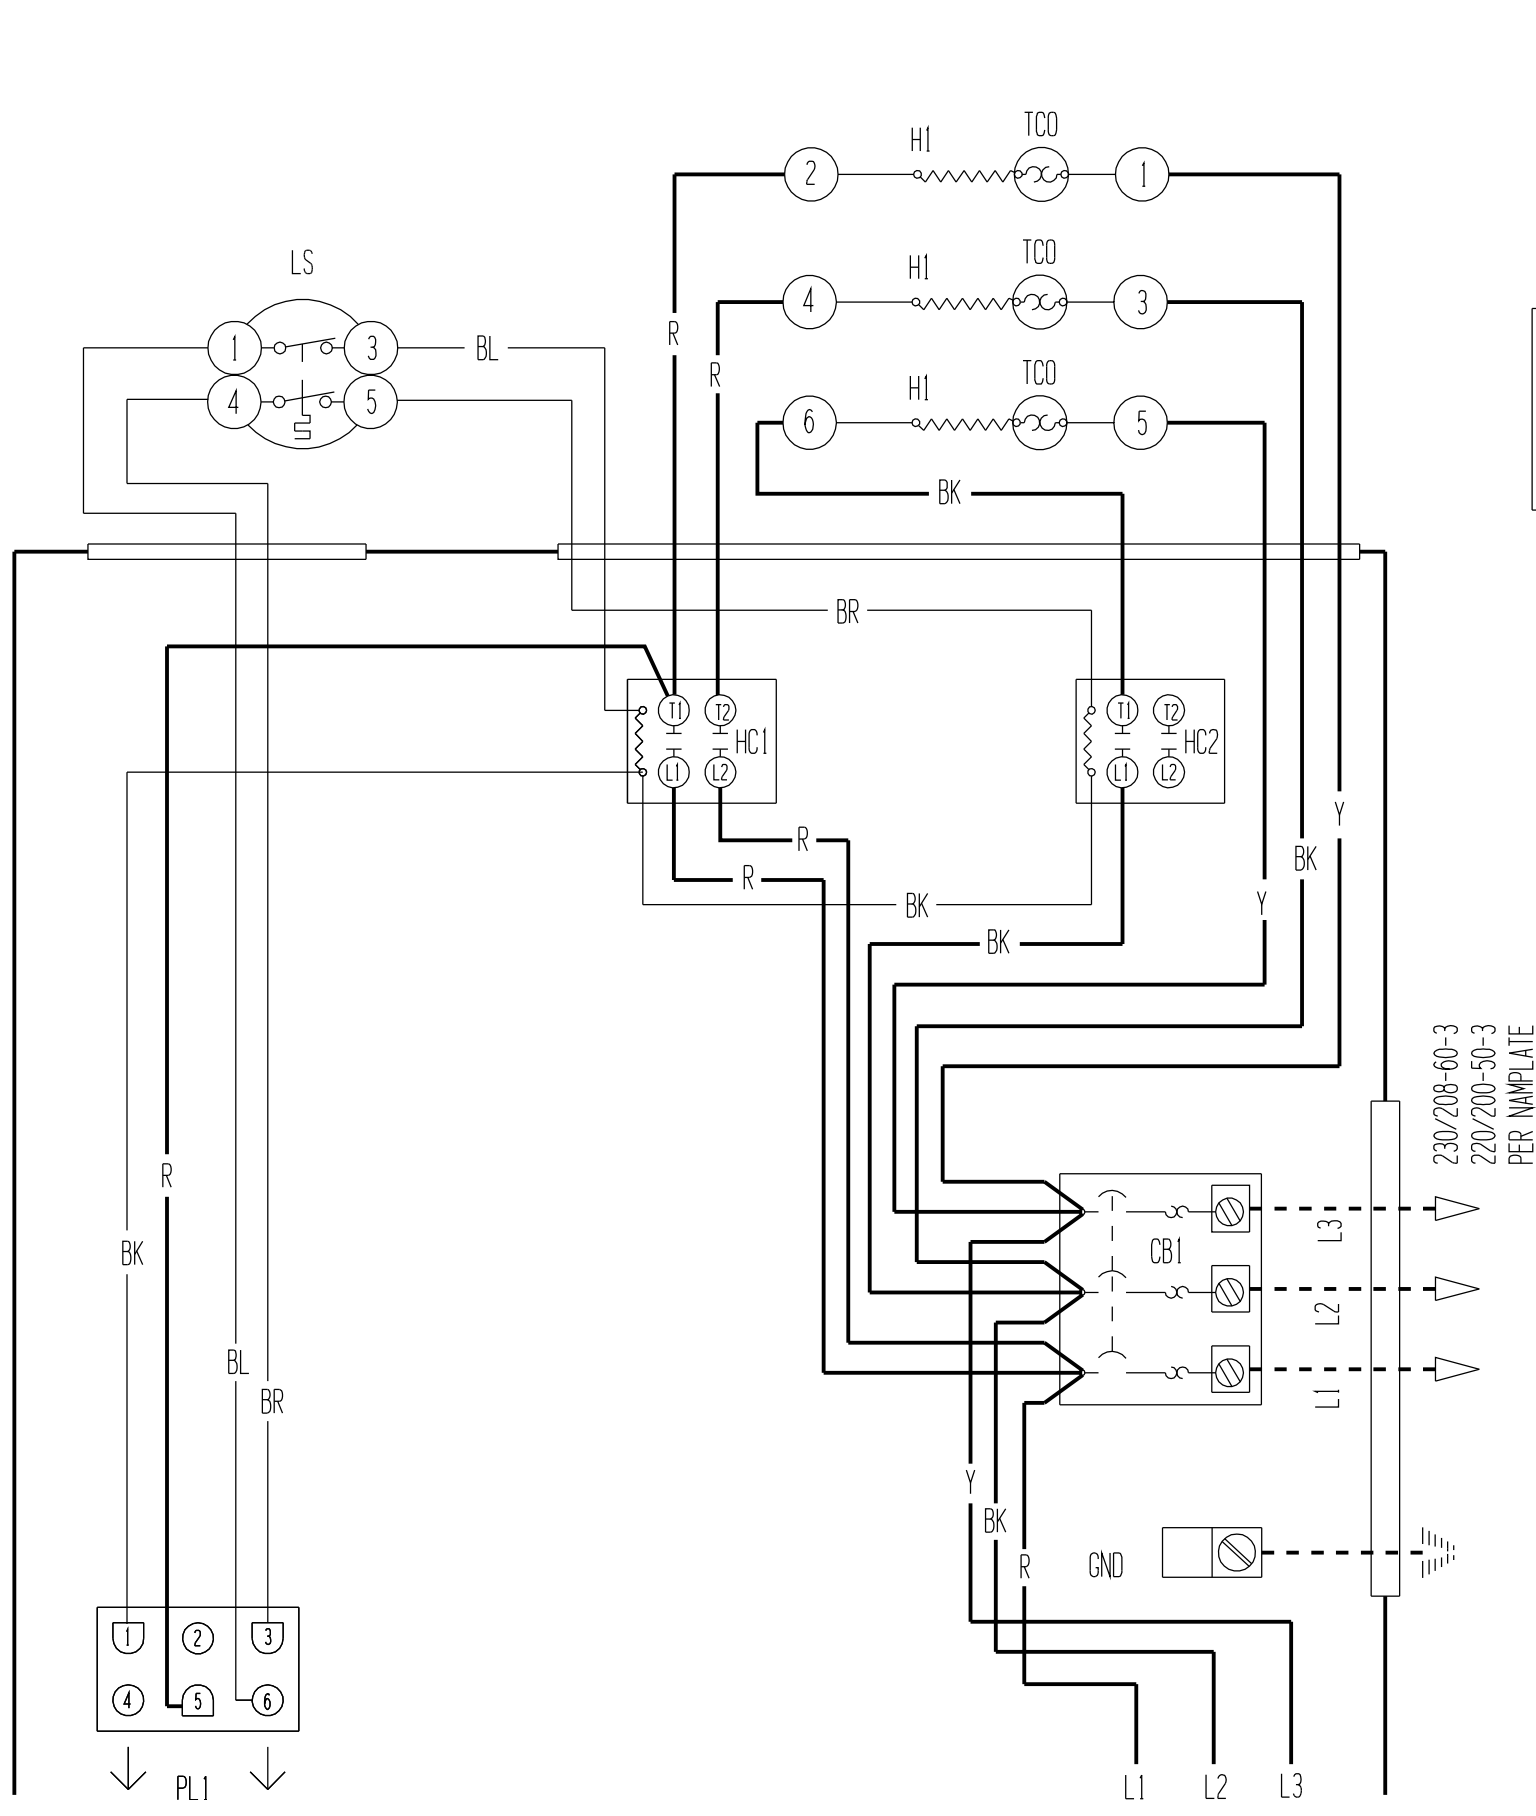 TCO
H1
2
1
TCO
LS
H1
4
3
R
1
3
BL
TCO
R
H1
4
5
6
5
BK
BR
T1
T2
HC1
L1
L2
T1
T2
HC2
L1
L2
Y
R
BK
R
Y
BK
BK
230/208-60-3
220/200-50-3
PER NAMPLATE
R
L3
CB1
BK
L2
BL
BR
L1
Y
BK
R
GND
1
2
3
4
5
6
PL1
L1
L2
L3